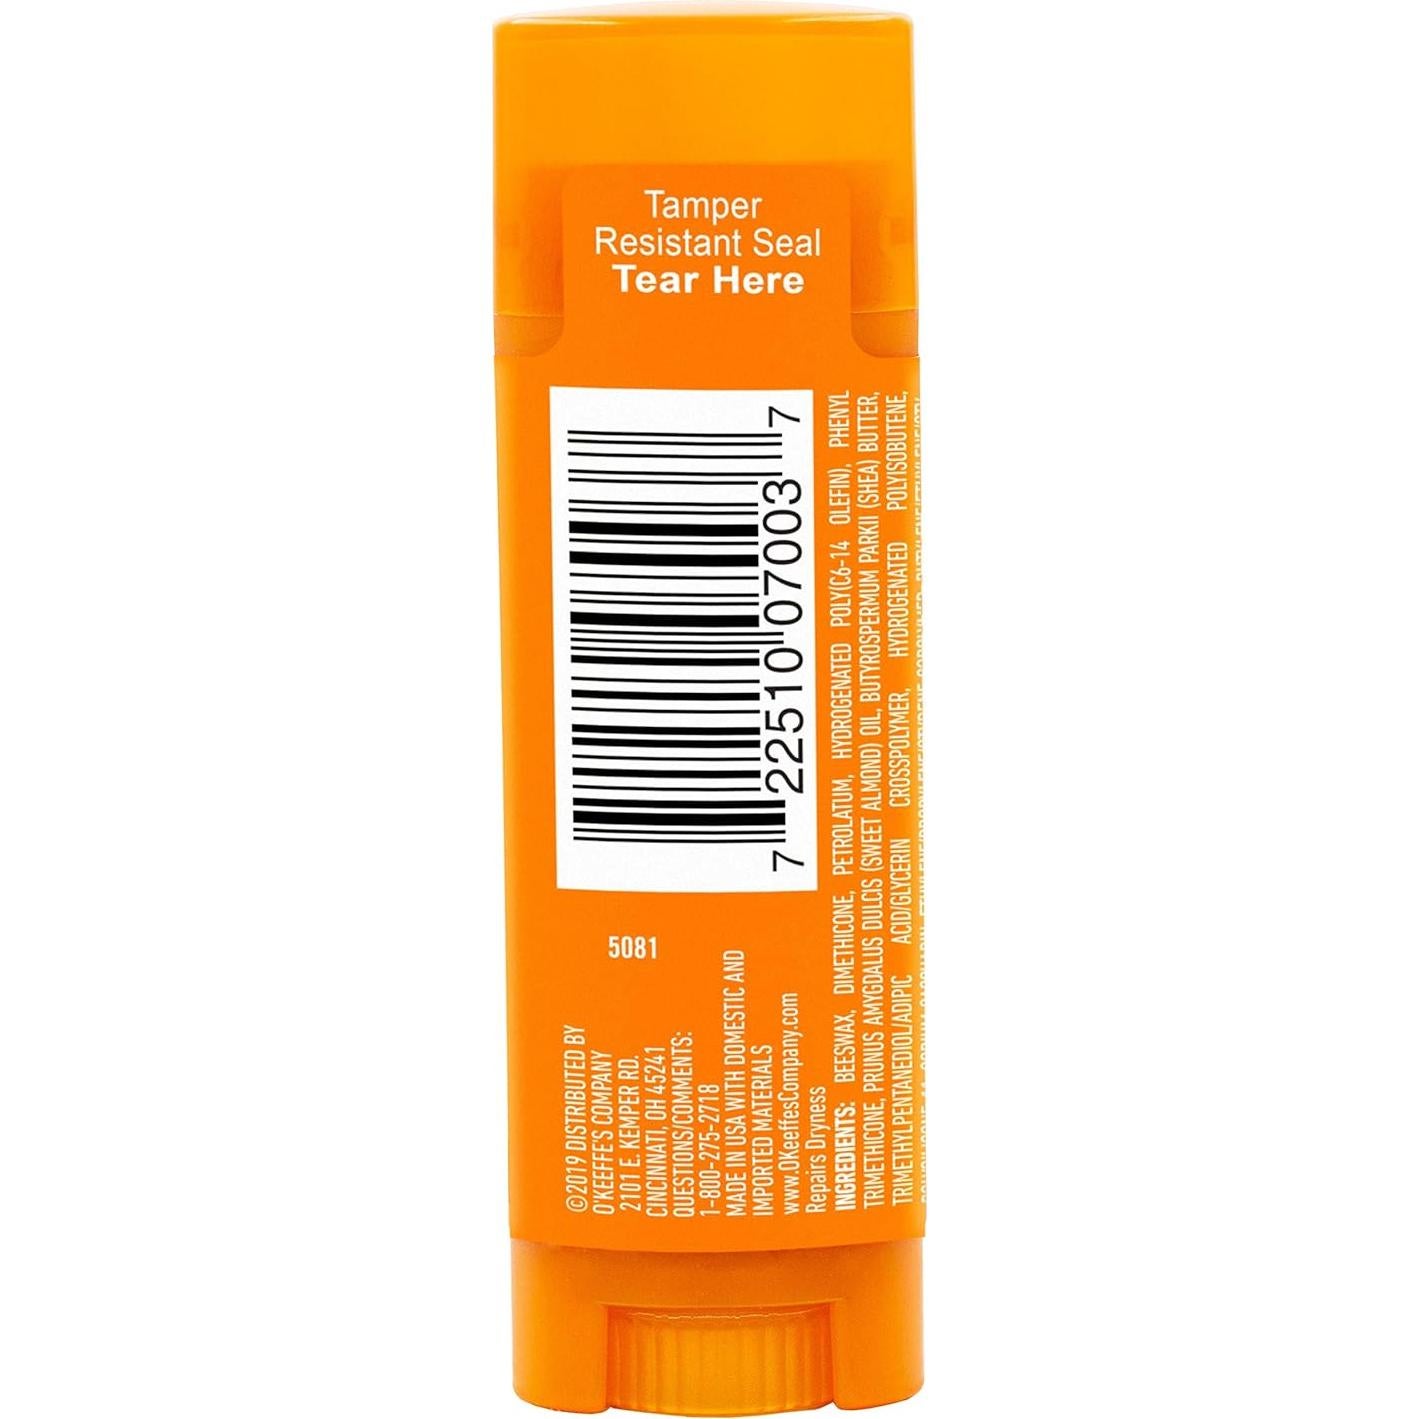 Tamper
Resistant Seal
Tear Here
7 22510 07003 7
5081
©2019 DISTRIBUTED BY
O'KEEFFE'S COMPANY
2101 E. KEMPER RD.
CINCINNATI, OH 45241
QUESTIONS/COMMENTS:
1-800-275-2718
MADE IN USA WITH DOMESTIC AND
IMPORTED MATERIALS
www.OKeeffesCompany.com
Repairs Dryness
INGREDIENTS: BEESWAX, DIMETHICONE, PETROLATUM, HYDROGENATED POLY(C6-14 OLEFIN), PHENYL
TRIMETHICONE, PRUNUS AMYGDALUS DULCIS (SWEET ALMOND) OIL, BUTYROSPERMUM PARKII (SHEA) BUTTER,
TRIMETHYLPENTANEDIOL/ADIPIC ACID/GLYCERIN CROSSPOLYMER, HYDROGENATED POLYISOBUTENE,